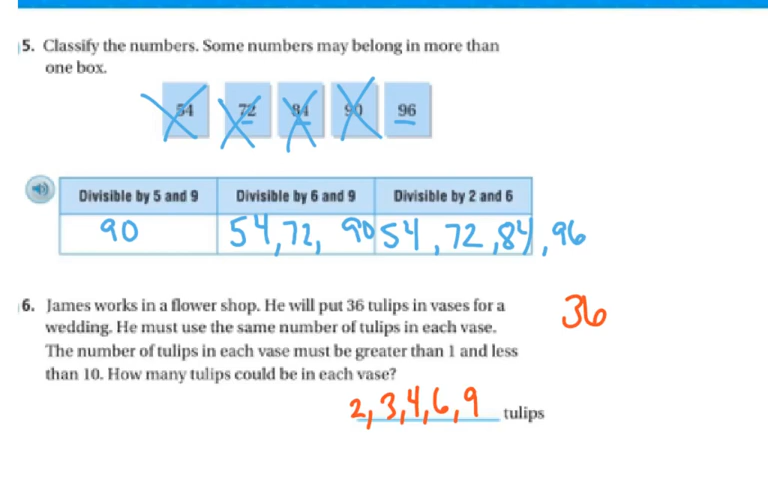 5. Classify the numbers. Some numbers may belong in more than
one box.
54 72 84 90 96
Divisible by 5 and 9 Divisible by 6 and 9 Divisible by 2 and 6
90 54, 72, 90 54, 72, 84, 96
6. James works in a flower shop. He will put 36 tulips in vases for a
wedding. He must use the same number of tulips in each vase.
The number of tulips in each vase must be greater than 1 and less
than 10. How many tulips could be in each vase?
36
2, 3, 4, 6, 9 tulips